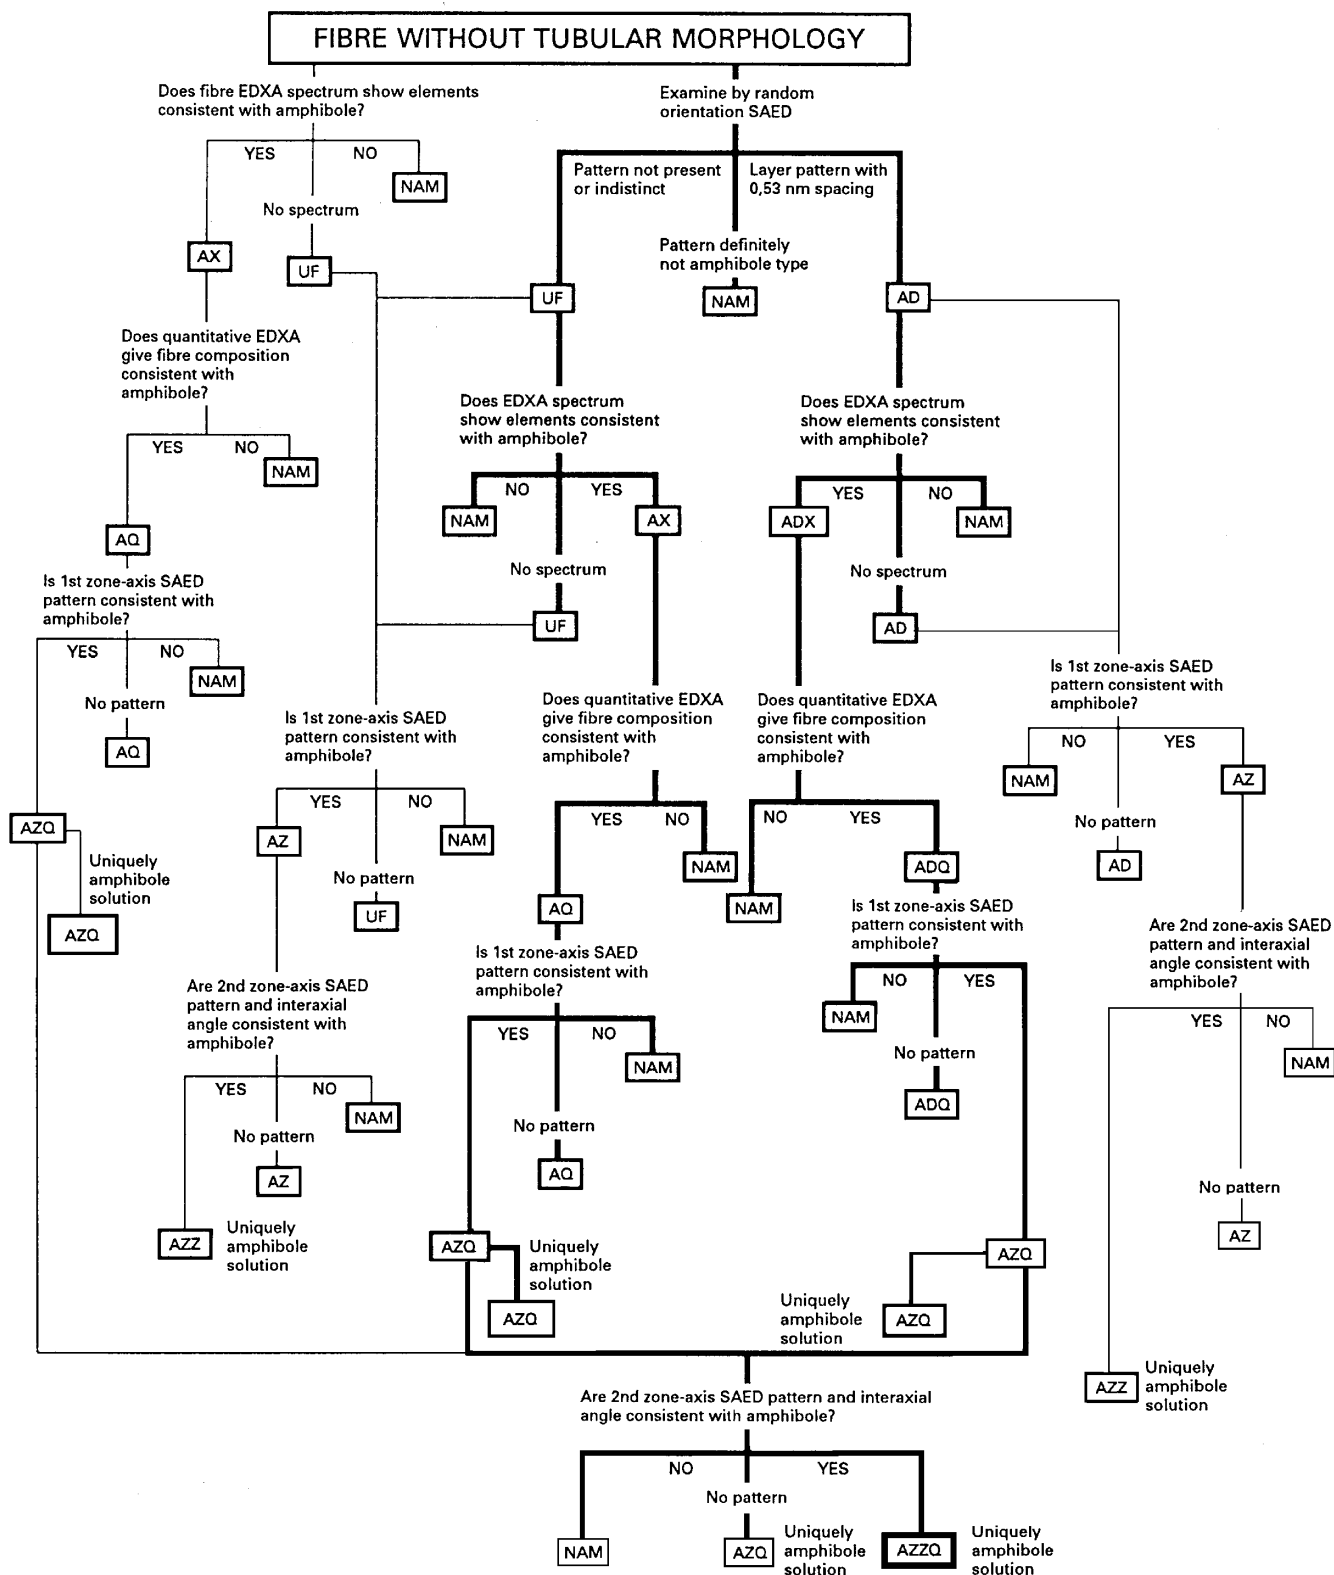 FIBRE WITHOUT TUBULAR MORPHOLOGY
Does fibre EDXA spectrum show elements
consistent with amphibole?
YES
NO
NAM
No spectrum
AX
UF
Does quantitative EDXA
give fibre composition
consistent with
amphibole?
YES
NO
NAM
AQ
Is 1st zone-axis SAED
pattern consistent with
amphibole?
YES
NO
NAM
No pattern
AQ
AZQ
Uniquely
amphibole
solution
AZQ
Examine by random
orientation SAED
Pattern not present
or indistinct
Layer pattern with
0,53 nm spacing
Pattern definitely
not amphibole type
UF
NAM
AD
Does EDXA spectrum
show elements consistent
with amphibole?
NO
YES
NAM
AX
No spectrum
UF
Does EDXA spectrum
show elements consistent
with amphibole?
YES
NO
ADX
NAM
No spectrum
AD
Is 1st zone-axis SAED
pattern consistent with
amphibole?
YES
NO
AZ
NAM
No pattern
UF
Are 2nd zone-axis SAED
pattern and interaxial
angle consistent with
amphibole?
YES
NO
NAM
No pattern
AZ
AZZ
Uniquely
amphibole
solution
Does quantitative EDXA
give fibre composition
consistent with
amphibole?
YES
NO
NAM
AQ
Is 1st zone-axis SAED
pattern consistent with
amphibole?
YES
NO
NAM
No pattern
AQ
AZQ
Uniquely
amphibole
solution
AZQ
Does quantitative EDXA
give fibre composition
consistent with
amphibole?
NO
YES
NAM
ADQ
Is 1st zone-axis SAED
pattern consistent with
amphibole?
NO
YES
NAM
No pattern
ADQ
AZQ
Uniquely
amphibole
solution
AZQ
Is 1st zone-axis SAED
pattern consistent with
amphibole?
NO
YES
NAM
AZ
No pattern
AD
Are 2nd zone-axis SAED
pattern and interaxial
angle consistent with
amphibole?
YES
NO
NAM
No pattern
AZ
AZZ
Uniquely
amphibole
solution
Are 2nd zone-axis SAED pattern and interaxial
angle consistent with amphibole?
NO
YES
No pattern
NAM
AZQ
Uniquely
amphibole
solution
AZZQ
Uniquely
amphibole
solution